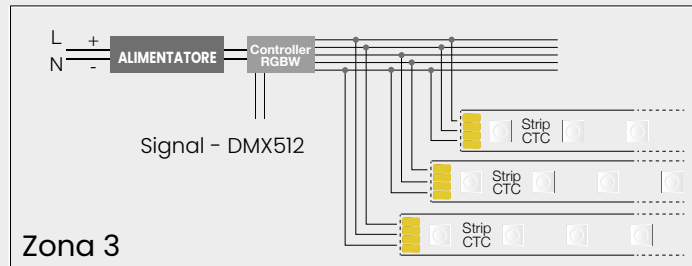 L +
N -
ALIMENTATORE
Controller
RGBW
Signal - DMX512
Strip
CTC
Strip
CTC
Strip
CTC
Zona 3